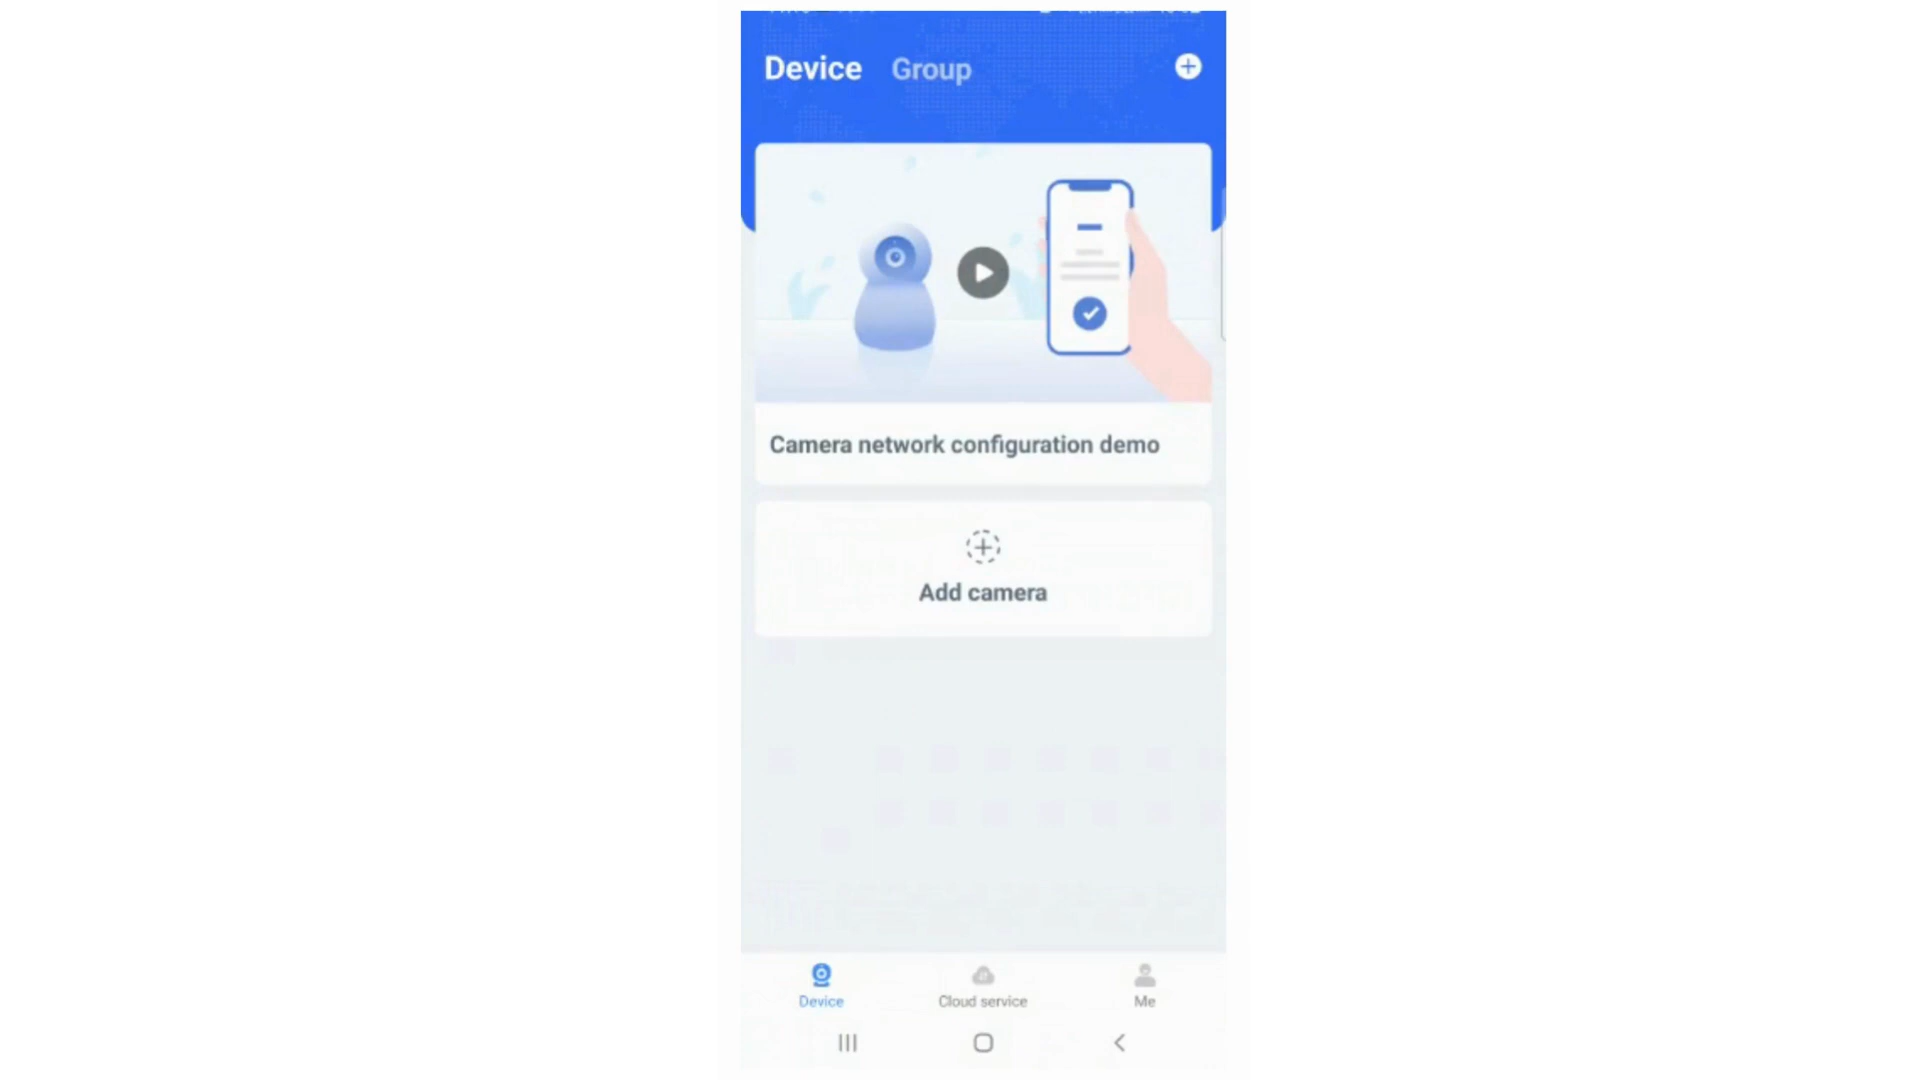 Device Group
Camera network configuration demo
Add camera
Device Cloud service Me